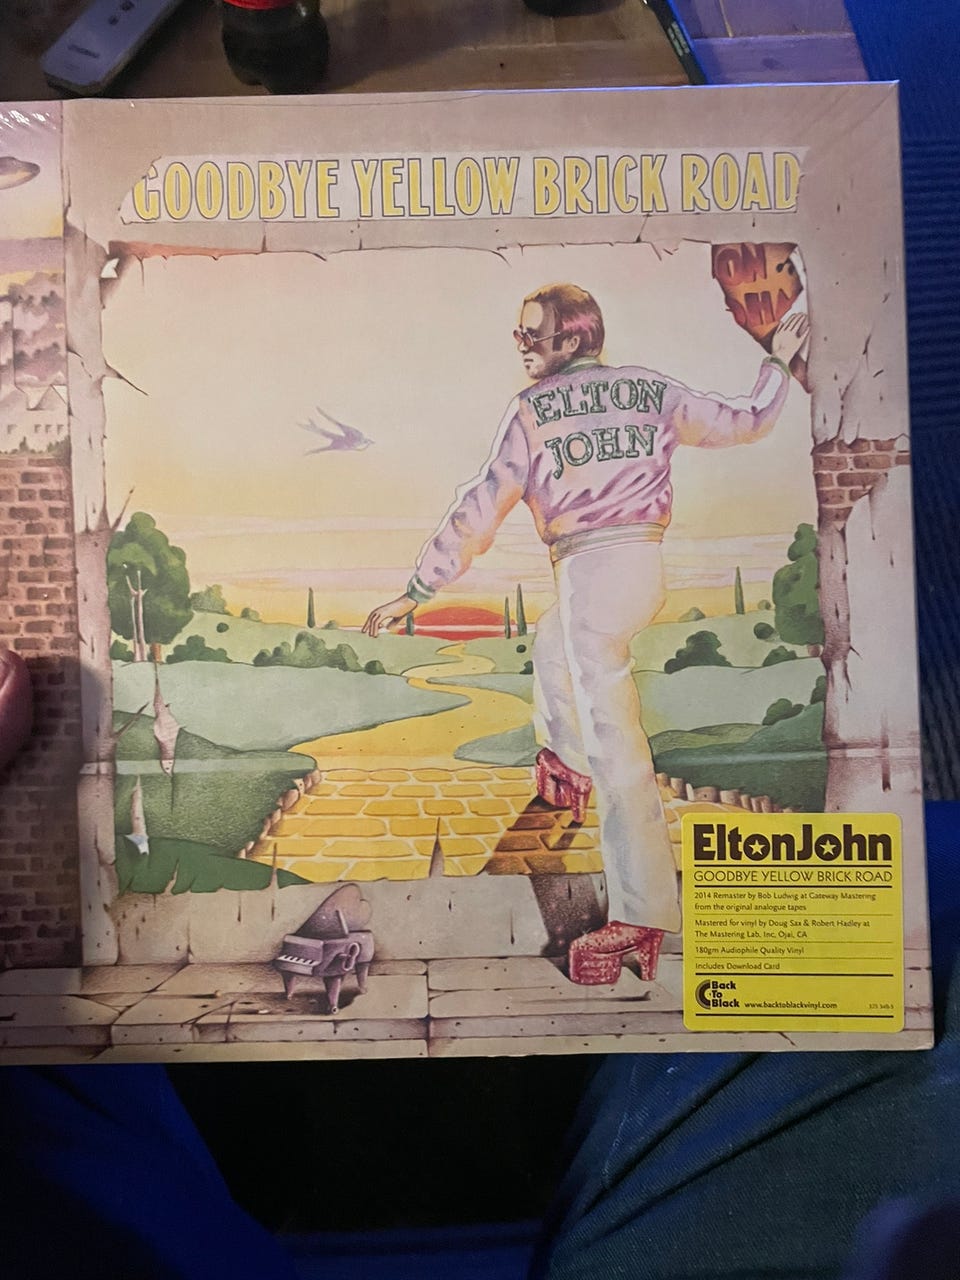 GOODBYE YELLOW BRICK ROAD
ON
ELTON
JOHN
EltonJohn
GOODBYE YELLOW BRICK ROAD
2014 Remaster by Bob Ludwig at Gateway Mastering
from the original analogue tapes
Mastered for vinyl by Doug Sax & Robert Hadley at
The Mastering Lab, Inc, Ojai, CA
180gm Audiophile Quality Vinyl
Includes Download Card
Back
To
Black
www.backtoblackvinyl.com